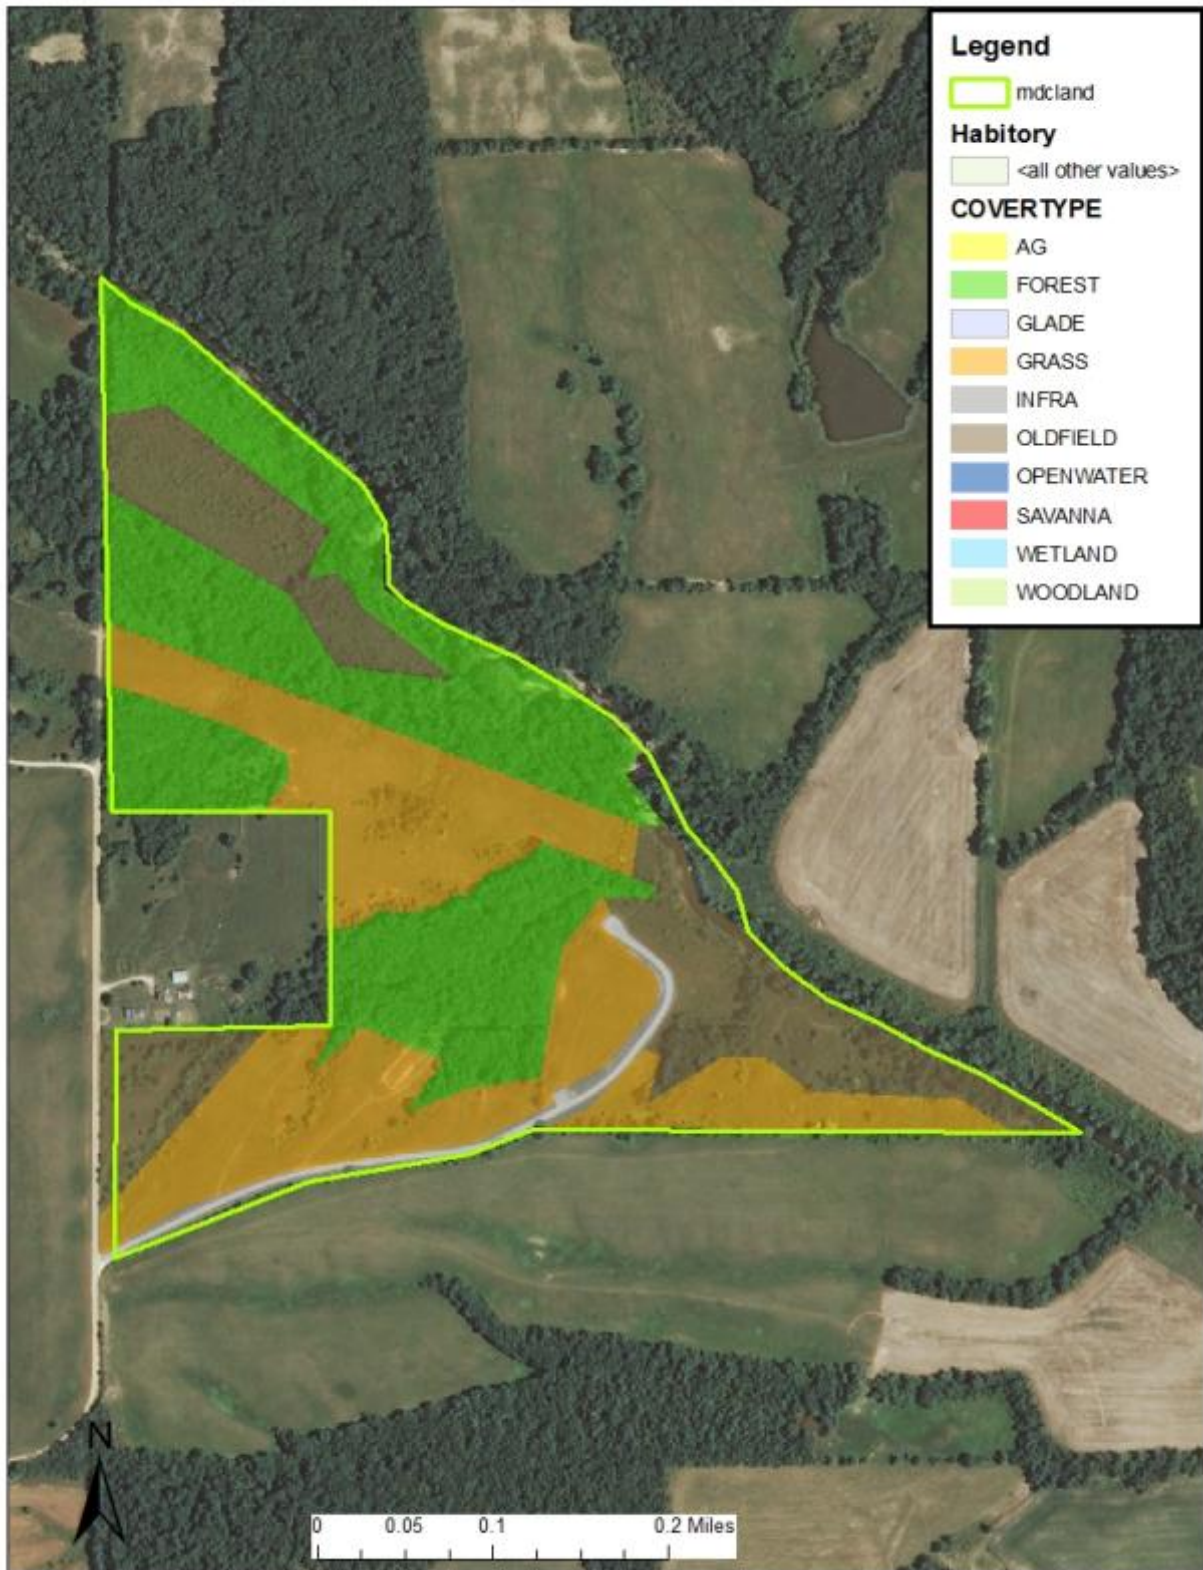 Legend
mdcland
Habitory
<all other values>
COVERTYPE
AG
FOREST
GLADE
GRASS
INFRA
OLDFIELD
OPENWATER
SAVANNA
WETLAND
WOODLAND
N
0 0.05 0.1 0.2 Miles